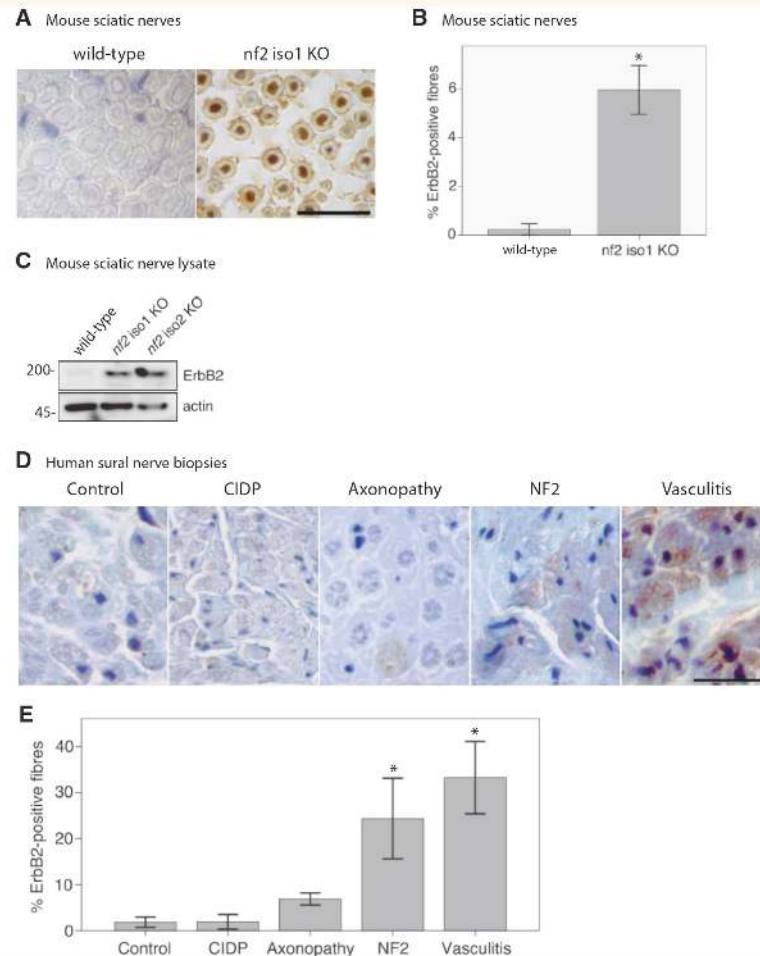 A Mouse sciatic nerves
wild-type nf2 iso1 KO
B Mouse sciatic nerves
% ErbB2-positive fibres
6
4
2
0
*
wild-type nf2 iso1 KO
C Mouse sciatic nerve lysate
wild-type nf2 iso1 KO nf2 iso2 KO
200- ErbB2
45- actin
D Human sural nerve biopsies
Control CIDP Axonopathy NF2 Vasculitis
E
% ErbB2-positive fibres
40
30
20
10
0
* *
Control CIDP Axonopathy NF2 Vasculitis